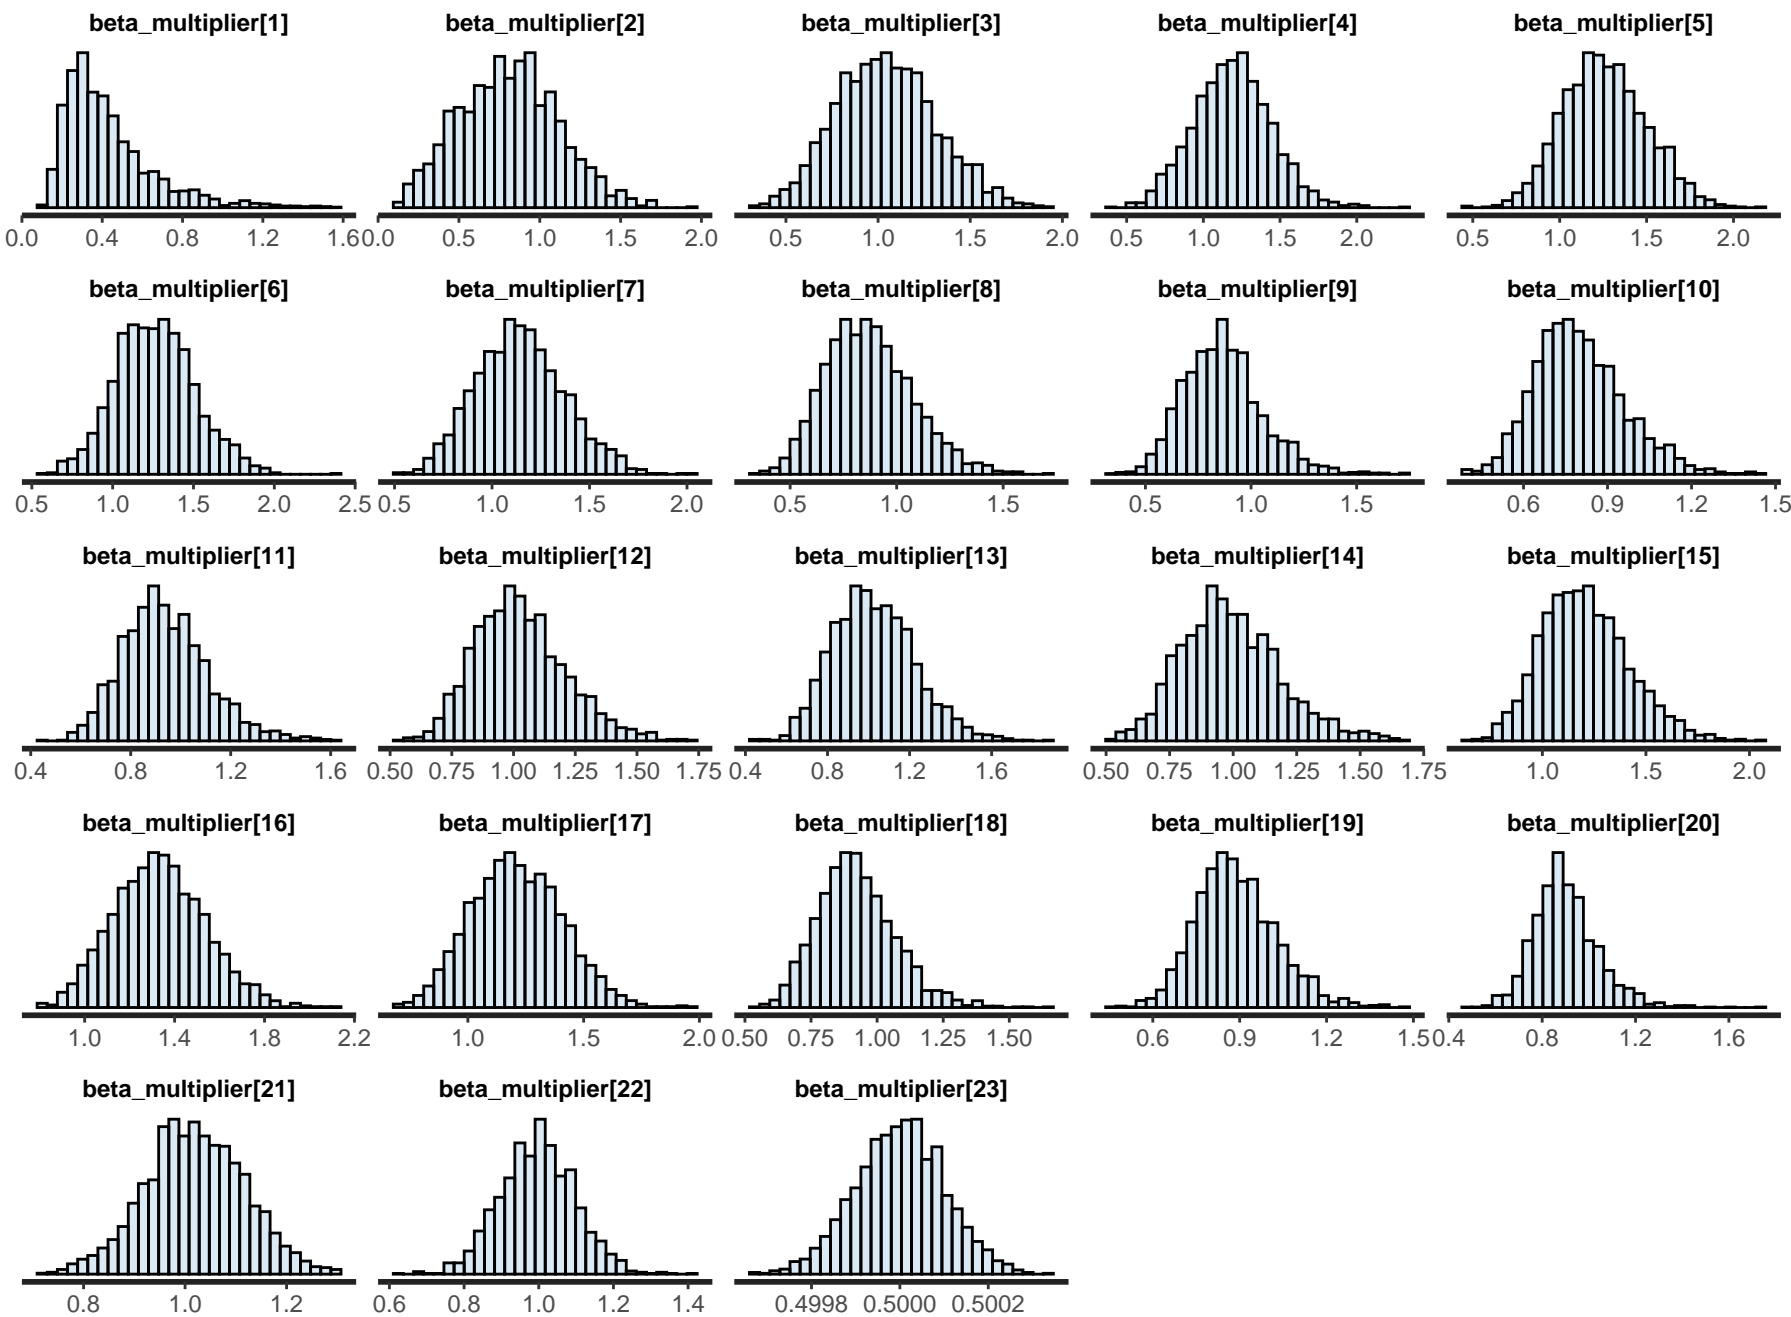 beta_multiplier[1] beta_multiplier[2] beta_multiplier[3] beta_multiplier[4] beta_multiplier[5]
0.0 0.4 0.8 1.2 1.6 0.0 0.5 1.0 1.5 2.0 0.5 1.0 1.5 2.0 0.5 1.0 1.5 2.0 0.5 1.0 1.5 2.0
beta_multiplier[6] beta_multiplier[7] beta_multiplier[8] beta_multiplier[9] beta_multiplier[10]
0.5 1.0 1.5 2.0 2.5 0.5 1.0 1.5 2.0 0.5 1.0 1.5 0.5 1.0 1.5 0.6 0.9 1.2 1.5
beta_multiplier[11] beta_multiplier[12] beta_multiplier[13] beta_multiplier[14] beta_multiplier[15]
0.4 0.8 1.2 1.6 0.50 0.75 1.00 1.25 1.50 1.75 0.4 0.8 1.2 1.6 0.50 0.75 1.00 1.25 1.50 1.75 1.0 1.5 2.0
beta_multiplier[16] beta_multiplier[17] beta_multiplier[18] beta_multiplier[19] beta_multiplier[20]
1.0 1.4 1.8 2.2 1.0 1.5 2.0 0.50 0.75 1.00 1.25 1.50 0.6 0.9 1.2 1.5 0.4 0.8 1.2 1.6
beta_multiplier[21] beta_multiplier[22] beta_multiplier[23]
0.8 1.0 1.2 0.6 0.8 1.0 1.2 1.4 0.4998 0.5000 0.5002